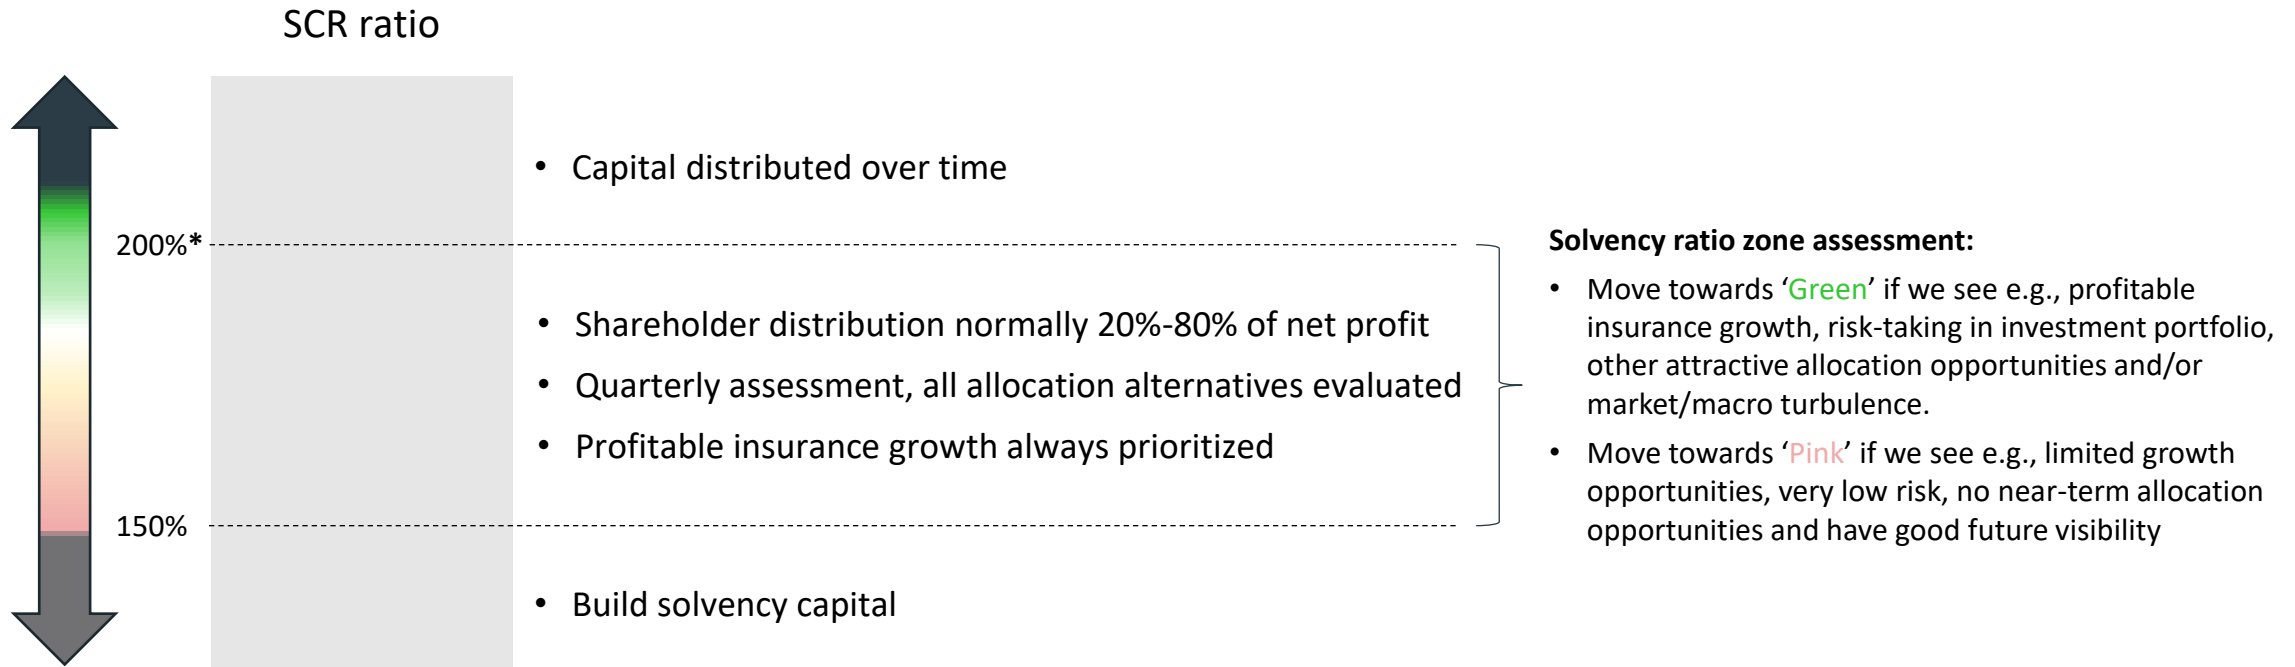 SCR ratio
• Capital distributed over time
200%*
• Shareholder distribution normally 20%-80% of net profit
• Quarterly assessment, all allocation alternatives evaluated
• Profitable insurance growth always prioritized
150%
• Build solvency capital
Solvency ratio zone assessment:
• Move towards ‘Green’ if we see e.g., profitable
insurance growth, risk-taking in investment portfolio,
other attractive allocation opportunities and/or
market/macro turbulence.
• Move towards ‘Pink’ if we see e.g., limited growth
opportunities, very low risk, no near-term allocation
opportunities and have good future visibility